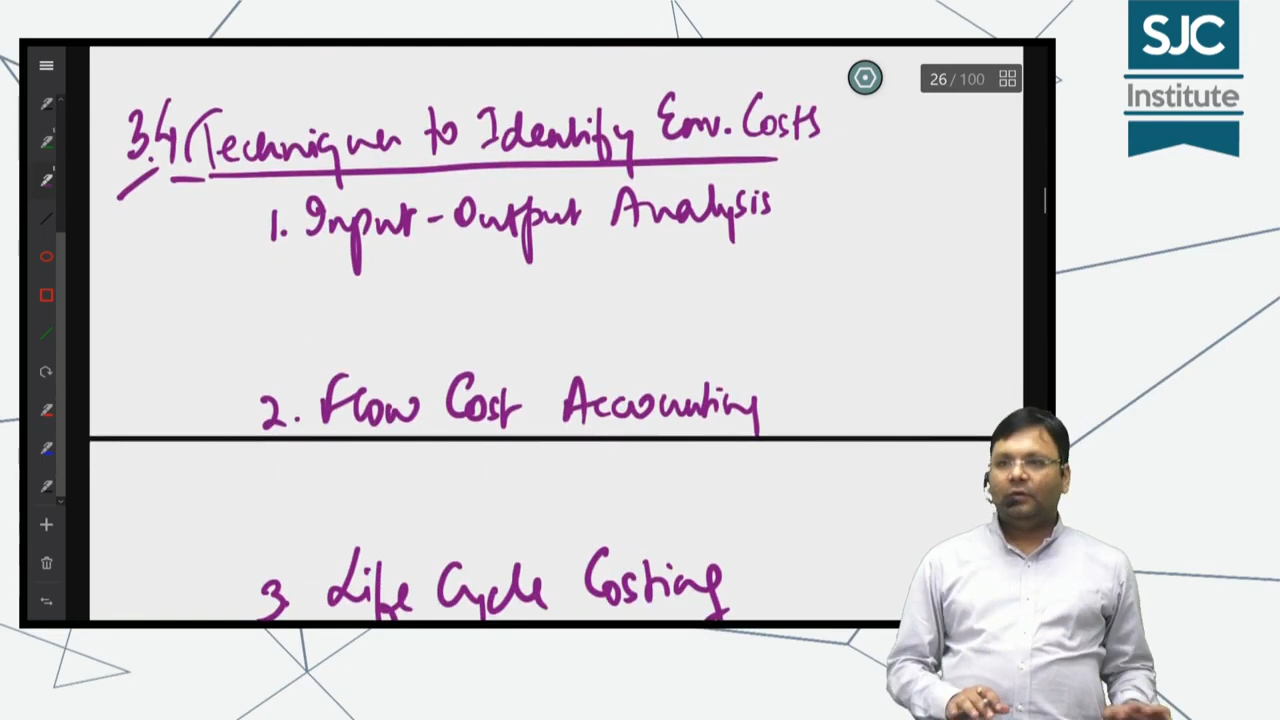 SJC
Institute
26 / 100
3.4 Techniques to Identify Env. Costs
1. Input-Output Analysis
2. Flow Cost Accounting
3 Life Cycle Costing